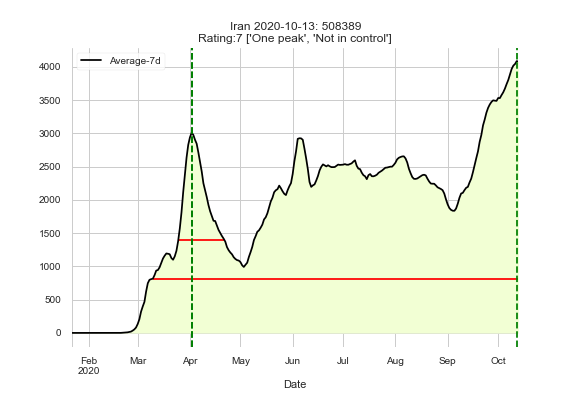 Iran 2020-10-13: 508389
Rating:7 ['One peak', 'Not in control']
Average-7d
4000
3500
3000
2500
2000
1500
1000
500
0
Feb
2020
Mar
Apr
May
Jun
Jul
Aug
Sep
Oct
Date